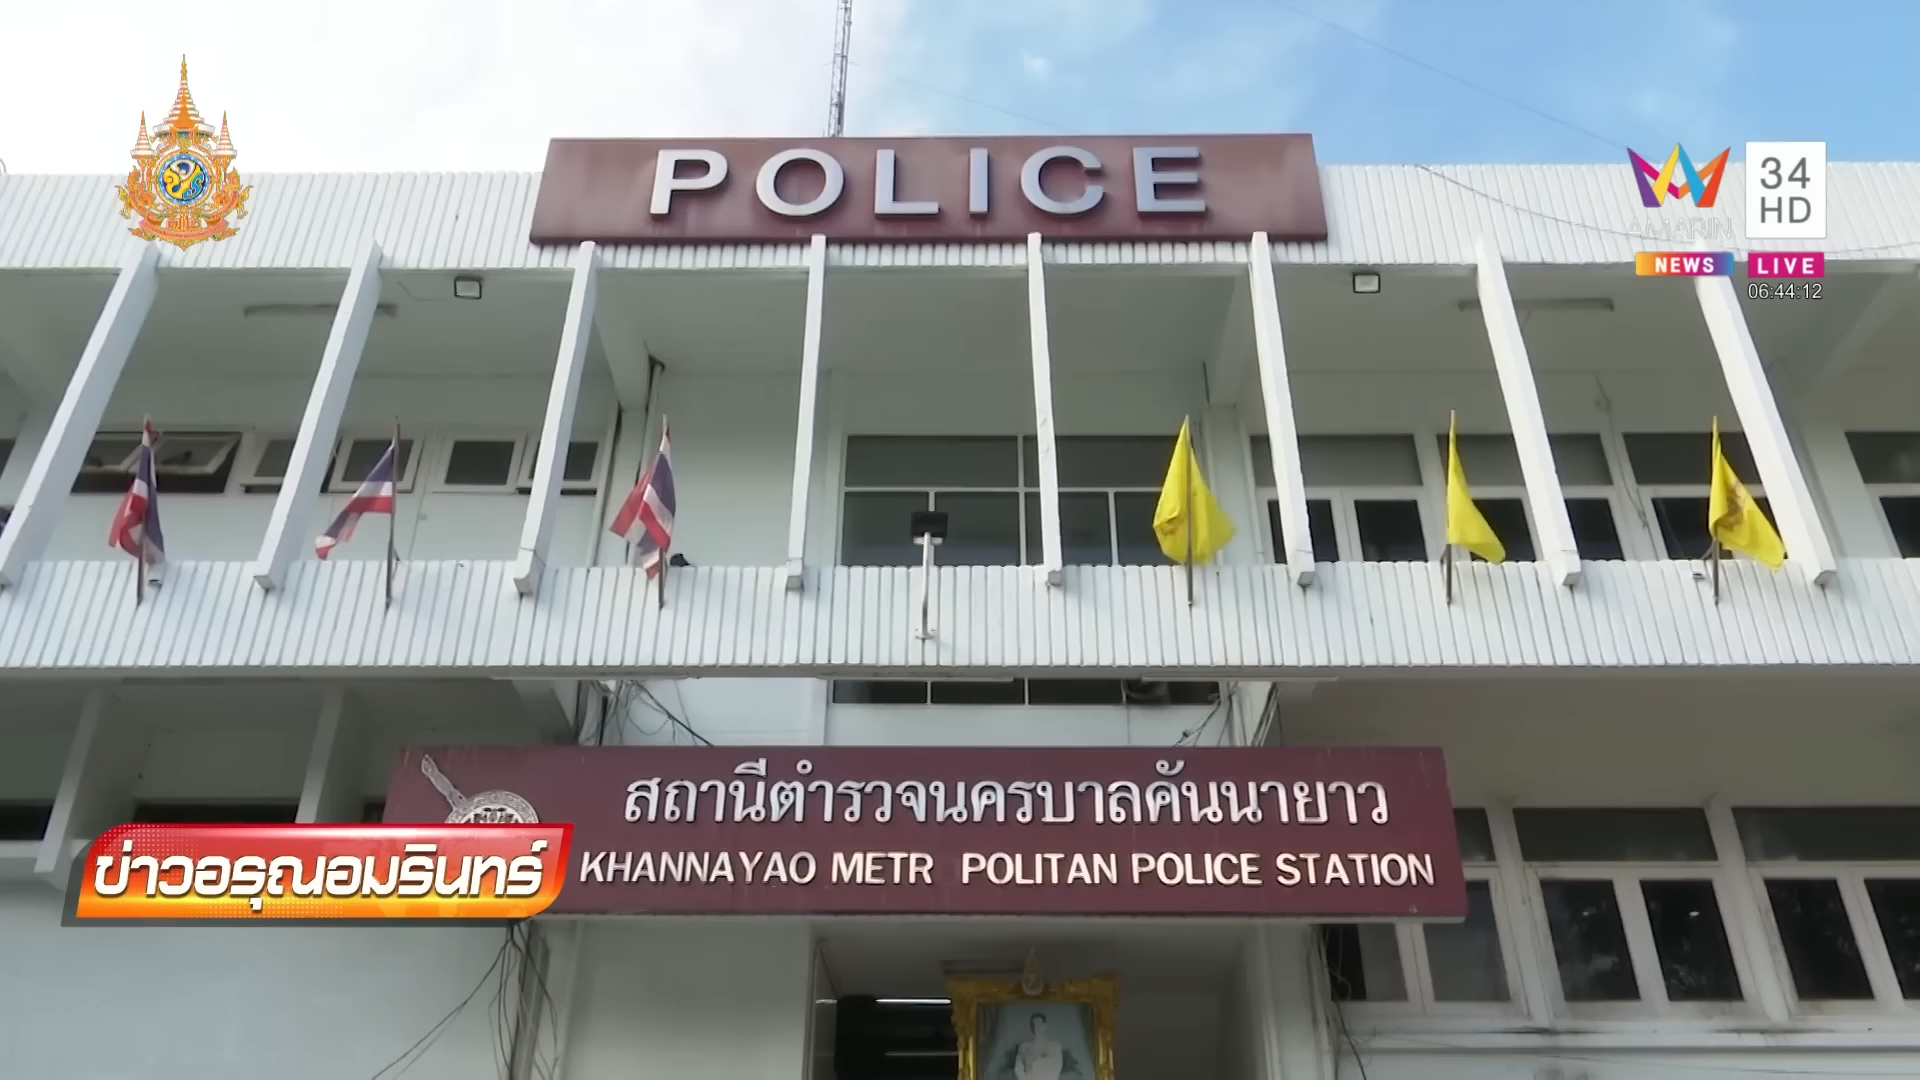 POLICE
AMARIN
34
HD
NEWS
LIVE
06:44:12
สถานีตำรวจนครบาลคันนายาว
KHANNAYAO METR POLITAN POLICE STATION
ข่าวอรุณอมรินทร์